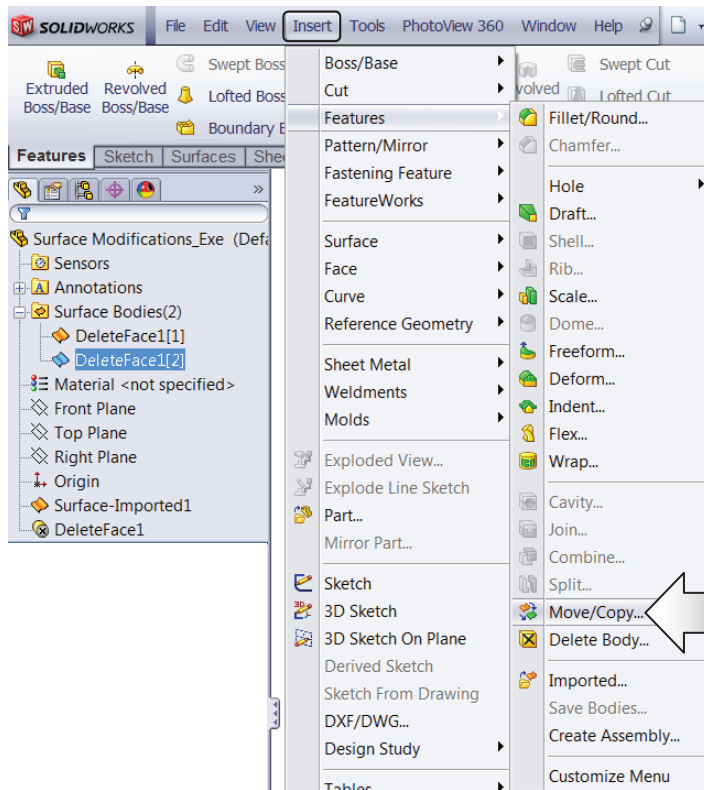 SOLIDWORKS File Edit View Insert Tools PhotoView 360 Window Help
Extruded Boss/Base
Revolved Boss/Base
Swept Boss
Lofted Boss
Boundary B
volved
Swept Cut
Lofted Cut
Features Sketch Surfaces Shee
»
Surface Modifications_Exe (Defa
Sensors
Annotations
Surface Bodies(2)
DeleteFace1[1]
DeleteFace1[2]
Material <not specified>
Front Plane
Top Plane
Right Plane
Origin
Surface-Imported1
DeleteFace1
Boss/Base
Cut
Features
Pattern/Mirror
Fastening Feature
FeatureWorks
Surface
Face
Curve
Reference Geometry
Sheet Metal
Weldments
Molds
Exploded View...
Explode Line Sketch
Part...
Mirror Part...
Sketch
3D Sketch
3D Sketch On Plane
Derived Sketch
Sketch From Drawing
DXF/DWG...
Design Study
Tables
Fillet/Round...
Chamfer...
Hole
Draft...
Shell...
Rib...
Scale...
Dome...
Freeform...
Deform...
Indent...
Flex...
Wrap...
Cavity...
Join...
Combine...
Split...
Move/Copy...
Delete Body...
Imported...
Save Bodies...
Create Assembly...
Customize Menu